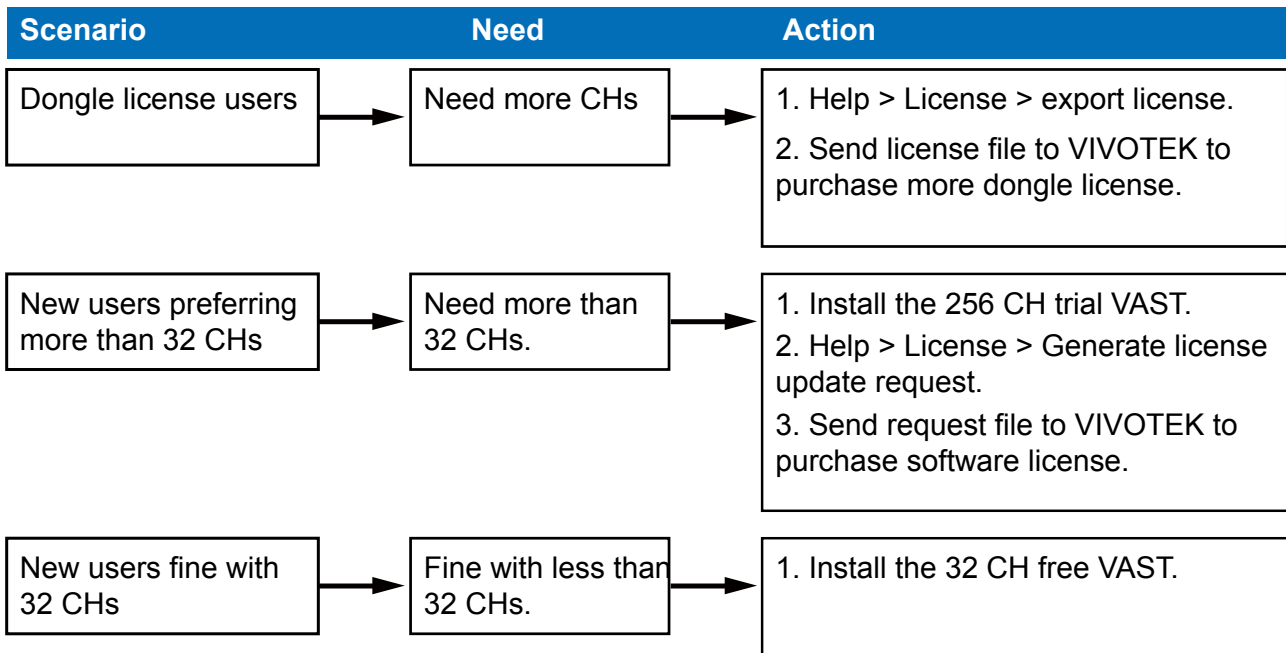 Scenario Need Action
Dongle license users
Need more CHs
1. Help > License > export license.
2. Send license file to VIVOTEK to
purchase more dongle license.
New users preferring
more than 32 CHs
Need more than
32 CHs.
1. Install the 256 CH trial VAST.
2. Help > License > Generate license
update request.
3. Send request file to VIVOTEK to
purchase software license.
New users fine with
32 CHs
Fine with less than
32 CHs.
1. Install the 32 CH free VAST.